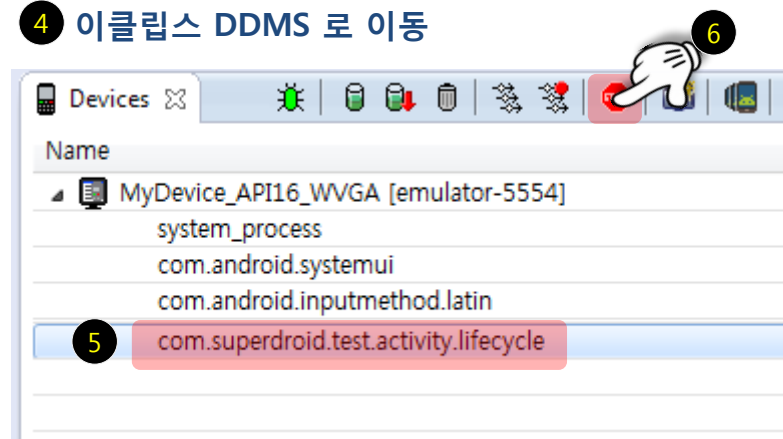 4 이클립스 DDMS 로 이동
6
Devices
Name
MyDevice_API16_WVGA [emulator-5554]
system_process
com.android.systemui
com.android.inputmethod.latin
5 com.superdroid.test.activity.lifecycle